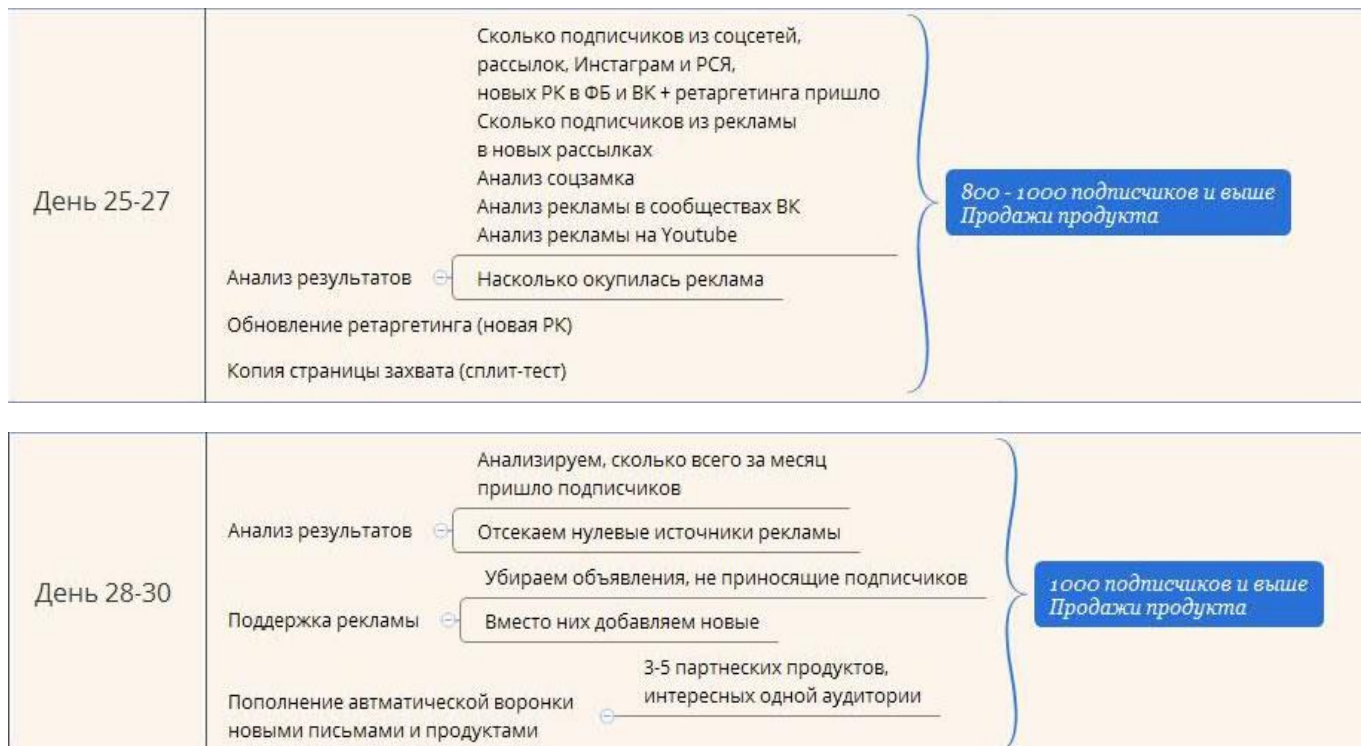 День 25-27
Сколько подписчиков из соцсетей,
рассылок, Инстаграм и РСЯ,
новых РК в ФБ и ВК + ретаргетинга пришло
Сколько подписчиков из рекламы
в новых рассылках
Анализ соцзамка
Анализ рекламы в сообществах ВК
Анализ рекламы на Youtube
Анализ результатов
Насколько окупилась реклама
Обновление ретаргетинга (новая РК)
Копия страницы захвата (сплит-тест)
800 - 1000 подписчиков и выше
Продажи продукта
День 28-30
Анализируем, сколько всего за месяц
пришло подписчиков
Анализ результатов
Отсекаем нулевые источники рекламы
Убираем объявления, не приносящие подписчиков
Поддержка рекламы
Вместо них добавляем новые
3-5 партнеских продуктов,
интересных одной аудитории
Пополнение автматической воронки
новыми письмами и продуктами
1000 подписчиков и выше
Продажи продукта